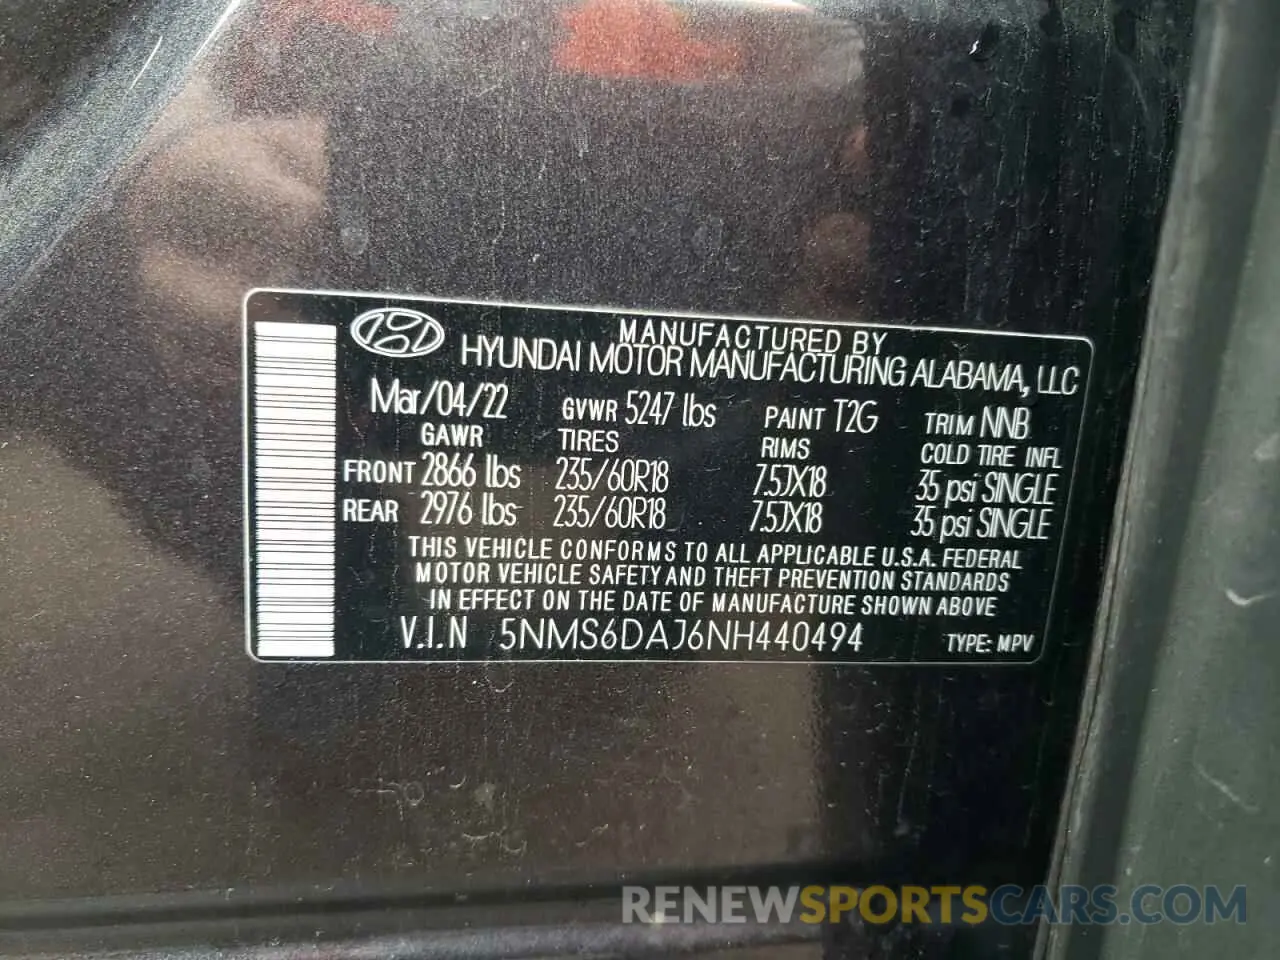 MANUFACTURED BY
HYUNDAI MOTOR MANUFACTURING ALABAMA, LLC
Mar/04/22 GVWR 5247 lbs PAINT T2G TRIM NNB
GAWR TIRES RIMS COLD TIRE INFL
FRONT 2866 lbs 235/60R18 7.5JX18 35 psi SINGLE
REAR 2976 lbs 235/60R18 7.5JX18 35 psi SINGLE
THIS VEHICLE CONFORMS TO ALL APPLICABLE U.S.A. FEDERAL
MOTOR VEHICLE SAFETY AND THEFT PREVENTION STANDARDS
IN EFFECT ON THE DATE OF MANUFACTURE SHOWN ABOVE
V.I.N 5NMS6DAJ6NH440494 TYPE: MPV
RENEWSPORTSCARS.COM